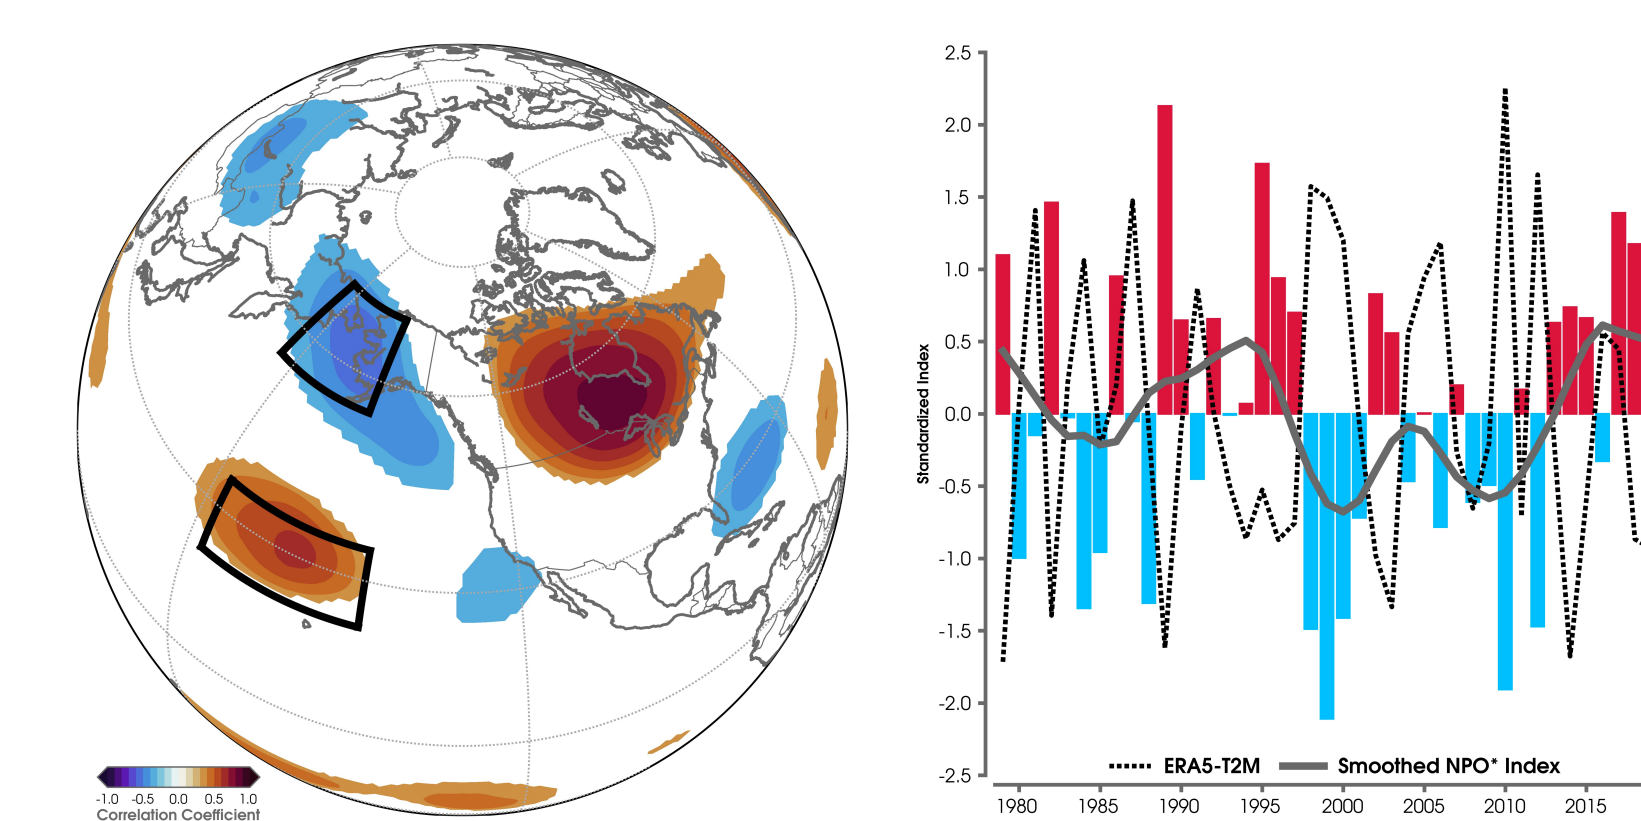 -1.0 -0.5 0.0 0.5 1.0
Correlation Coefficient
Standardized Index
2.5
2.0
1.5
1.0
0.5
0.0
-0.5
-1.0
-1.5
-2.0
-2.5
ERA5-T2M Smoothed NPO* Index
1980 1985 1990 1995 2000 2005 2010 2015